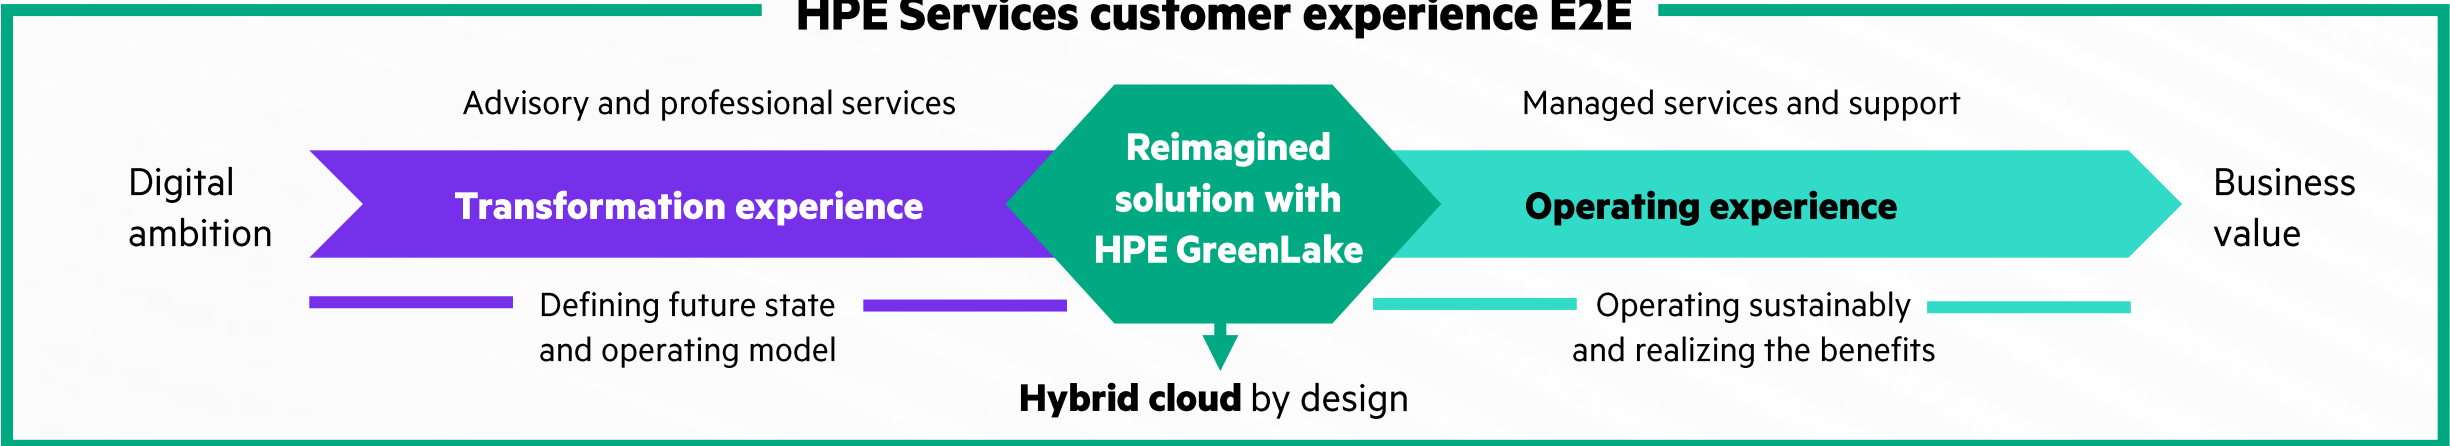 HPE Services customer experience E2E
Advisory and professional services
Managed services and support
Digital
ambition
Transformation experience
Reimagined
solution with
HPE GreenLake
Operating experience
Business
value
Defining future state
and operating model
Operating sustainably
and realizing the benefits
Hybrid cloud by design